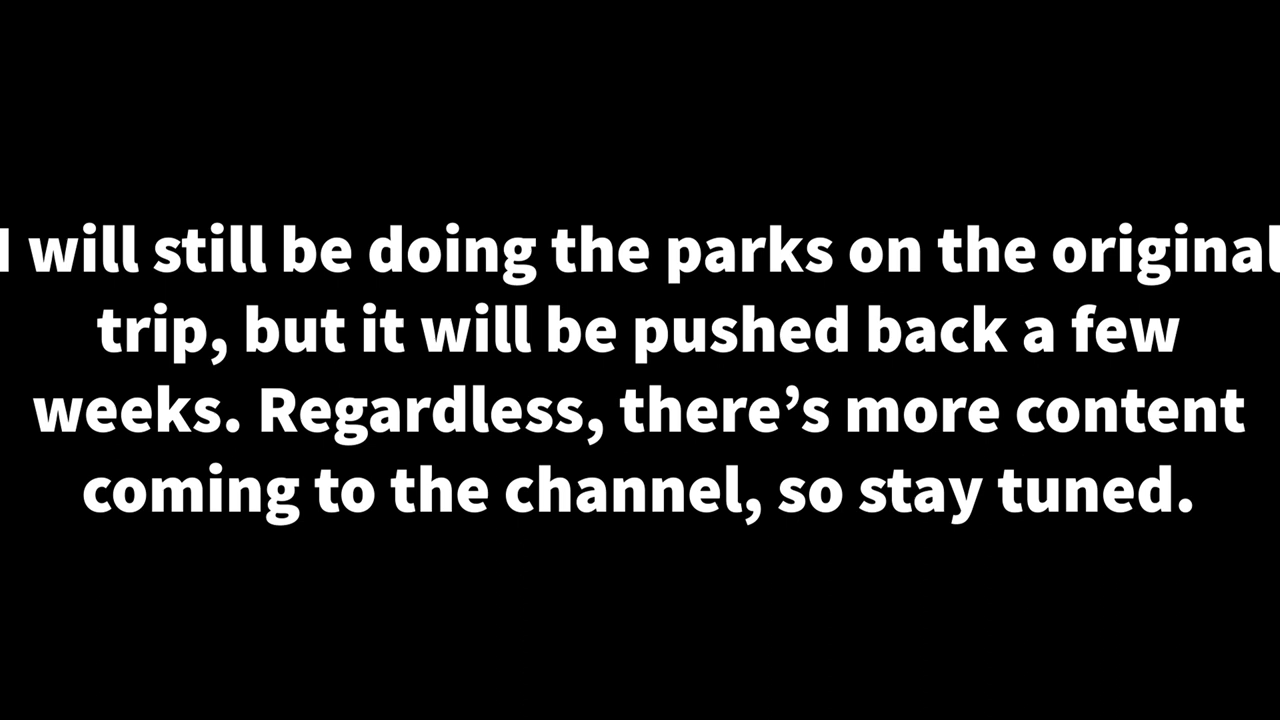 I will still be doing the parks on the original
trip, but it will be pushed back a few
weeks. Regardless, there’s more content
coming to the channel, so stay tuned.